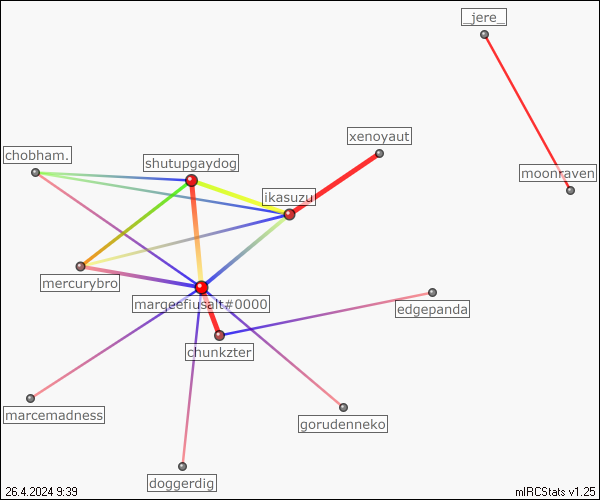 _jere_
xenoyaut
chobham.
shutupgaydog
moonraven
ikasuzu
mercurybro
marqeefiusalt#0000
edgepanda
chunkzter
marcemadness
gorudenneko
doggerdig
26.4.2024 9:39
mIRCStats v1.25